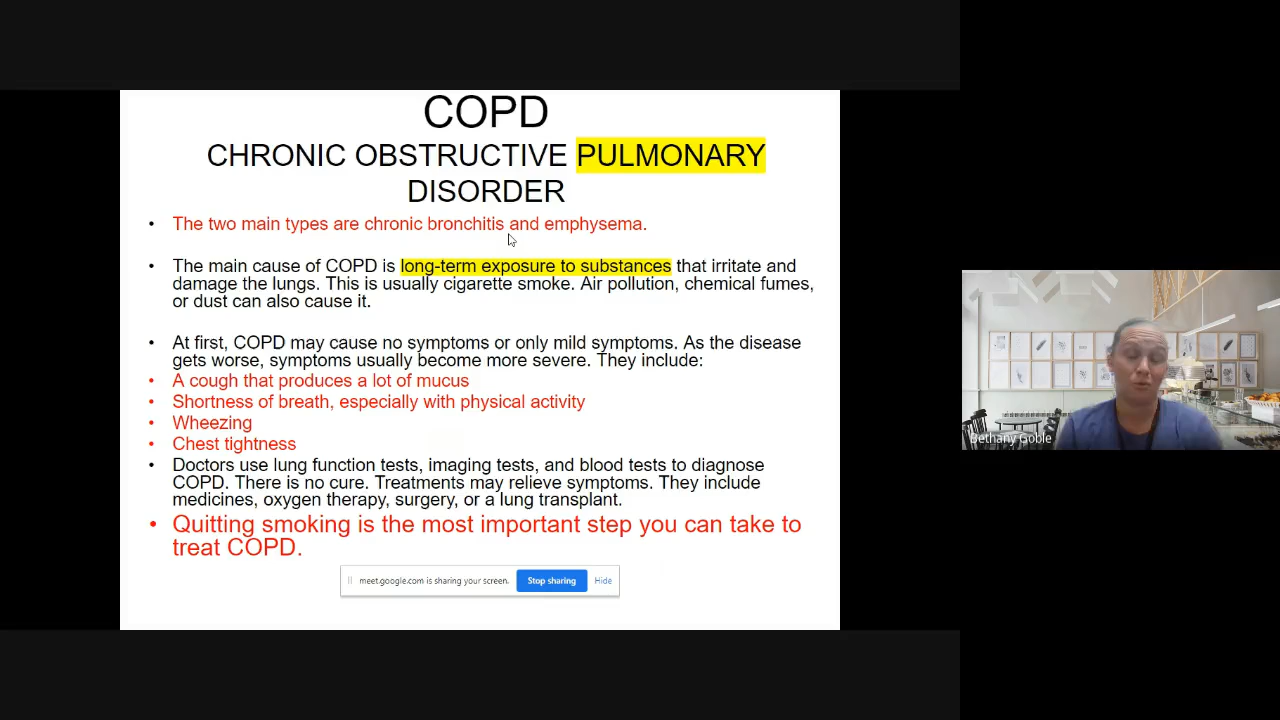 COPD
CHRONIC OBSTRUCTIVE PULMONARY
DISORDER
• The two main types are chronic bronchitis and emphysema.
• The main cause of COPD is long-term exposure to substances that irritate and
damage the lungs. This is usually cigarette smoke. Air pollution, chemical fumes,
or dust can also cause it.
• At first, COPD may cause no symptoms or only mild symptoms. As the disease
gets worse, symptoms usually become more severe. They include:
• A cough that produces a lot of mucus
• Shortness of breath, especially with physical activity
• Wheezing
• Chest tightness
• Doctors use lung function tests, imaging tests, and blood tests to diagnose
COPD. There is no cure. Treatments may relieve symptoms. They include
medicines, oxygen therapy, surgery, or a lung transplant.
• Quitting smoking is the most important step you can take to
treat COPD.
meet.google.com is sharing your screen. Stop sharing Hide
Bethany Goble